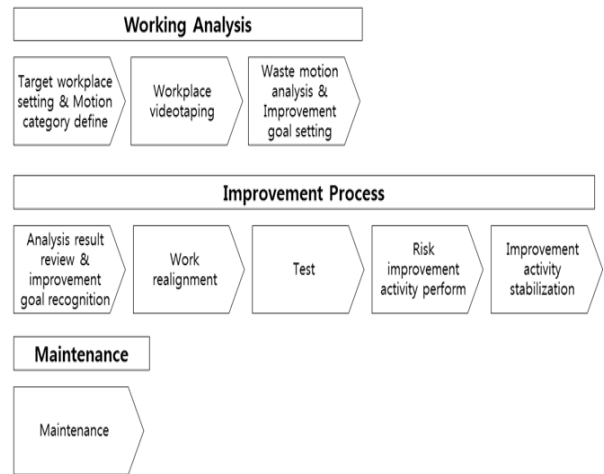 Working Analysis
Target workplace
setting & Motion
category define
Workplace
videotaping
Waste motion
analysis &
Improvement
goal setting
Improvement Process
Analysis result
review &
improvement
goal recognition
Work
realignment
Test
Risk
improvement
activity perform
Improvement
activity
stabilization
Maintenance
Maintenance